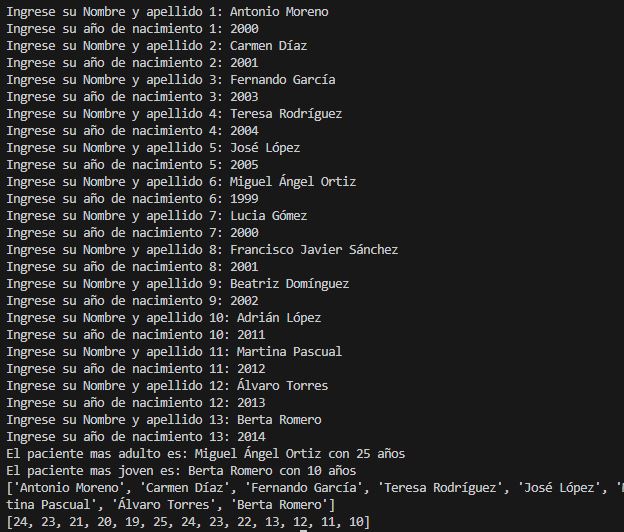 Ingrese su Nombre y apellido 1: Antonio Moreno
Ingrese su año de nacimiento 1: 2000
Ingrese su Nombre y apellido 2: Carmen Díaz
Ingrese su año de nacimiento 2: 2001
Ingrese su Nombre y apellido 3: Fernando García
Ingrese su año de nacimiento 3: 2003
Ingrese su Nombre y apellido 4: Teresa Rodríguez
Ingrese su año de nacimiento 4: 2004
Ingrese su Nombre y apellido 5: José López
Ingrese su año de nacimiento 5: 2005
Ingrese su Nombre y apellido 6: Miguel Ángel Ortiz
Ingrese su año de nacimiento 6: 1999
Ingrese su Nombre y apellido 7: Lucia Gómez
Ingrese su año de nacimiento 7: 2000
Ingrese su Nombre y apellido 8: Francisco Javier Sánchez
Ingrese su año de nacimiento 8: 2001
Ingrese su Nombre y apellido 9: Beatriz Domínguez
Ingrese su año de nacimiento 9: 2002
Ingrese su Nombre y apellido 10: Adrián López
Ingrese su año de nacimiento 10: 2011
Ingrese su Nombre y apellido 11: Martina Pascual
Ingrese su año de nacimiento 11: 2012
Ingrese su Nombre y apellido 12: Álvaro Torres
Ingrese su año de nacimiento 12: 2013
Ingrese su Nombre y apellido 13: Berta Romero
Ingrese su año de nacimiento 13: 2014
El paciente mas adulto es: Miguel Ángel Ortiz con 25 años
El paciente mas joven es: Berta Romero con 10 años
['Antonio Moreno', 'Carmen Díaz', 'Fernando García', 'Teresa Rodríguez', 'José López', '
tina Pascual', 'Álvaro Torres', 'Berta Romero']
[24, 23, 21, 20, 19, 25, 24, 23, 22, 13, 12, 11, 10]